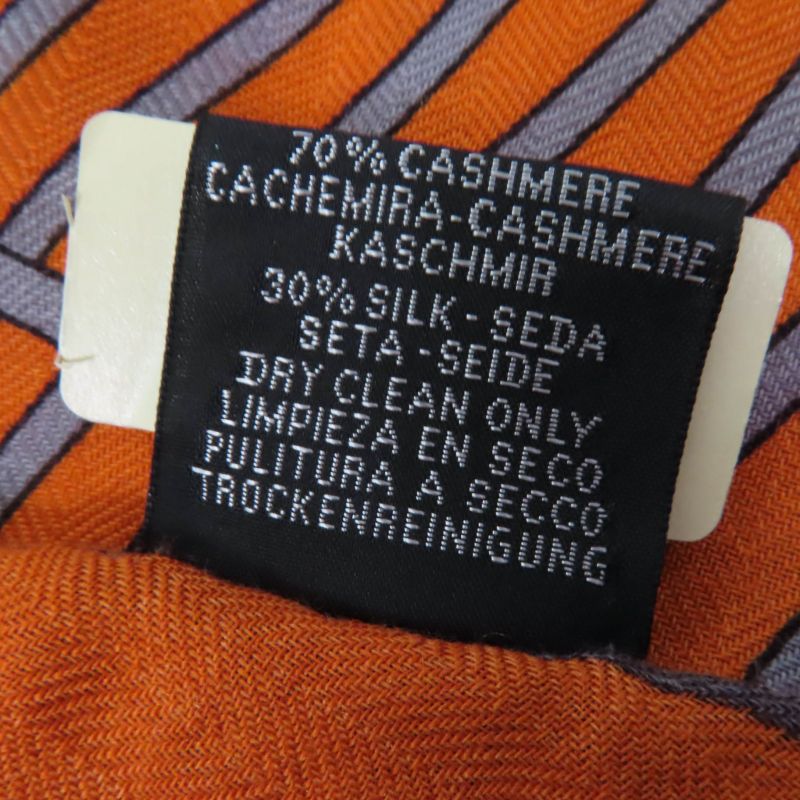 70% CASHMERE
CACHEMIRA-CASHMERE
KASCHMIR
30% SILK - SEDA
SETA - SEIDE
DRY CLEAN ONLY
LIMPIEZA EN SECO
PULITURA A SECCO
TROCKENREINIGUNG